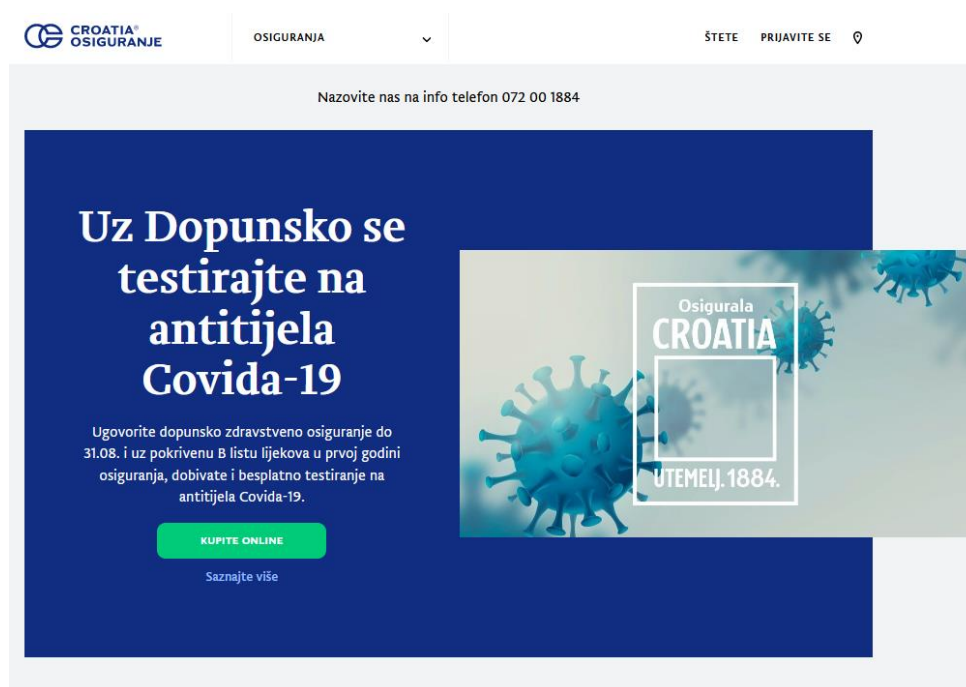 CROATIA®
OSIGURANJE
OSIGURANJA
ŠTETE
PRIJAVITE SE
Nazovite nas na info telefon 072 00 1884
Uz Dopunsko se
testirajte na
antitijela
Covida-19
Ugovorite dopunsko zdravstveno osiguranje do
31.08. i uz pokrivenu B listu lijekova u prvoj godini
osiguranja, dobivate i besplatno testiranje na
antitijela Covida-19.
KUPITE ONLINE
Saznajte više
Osigurala
CROATIA
UTEMELJ. 1884.